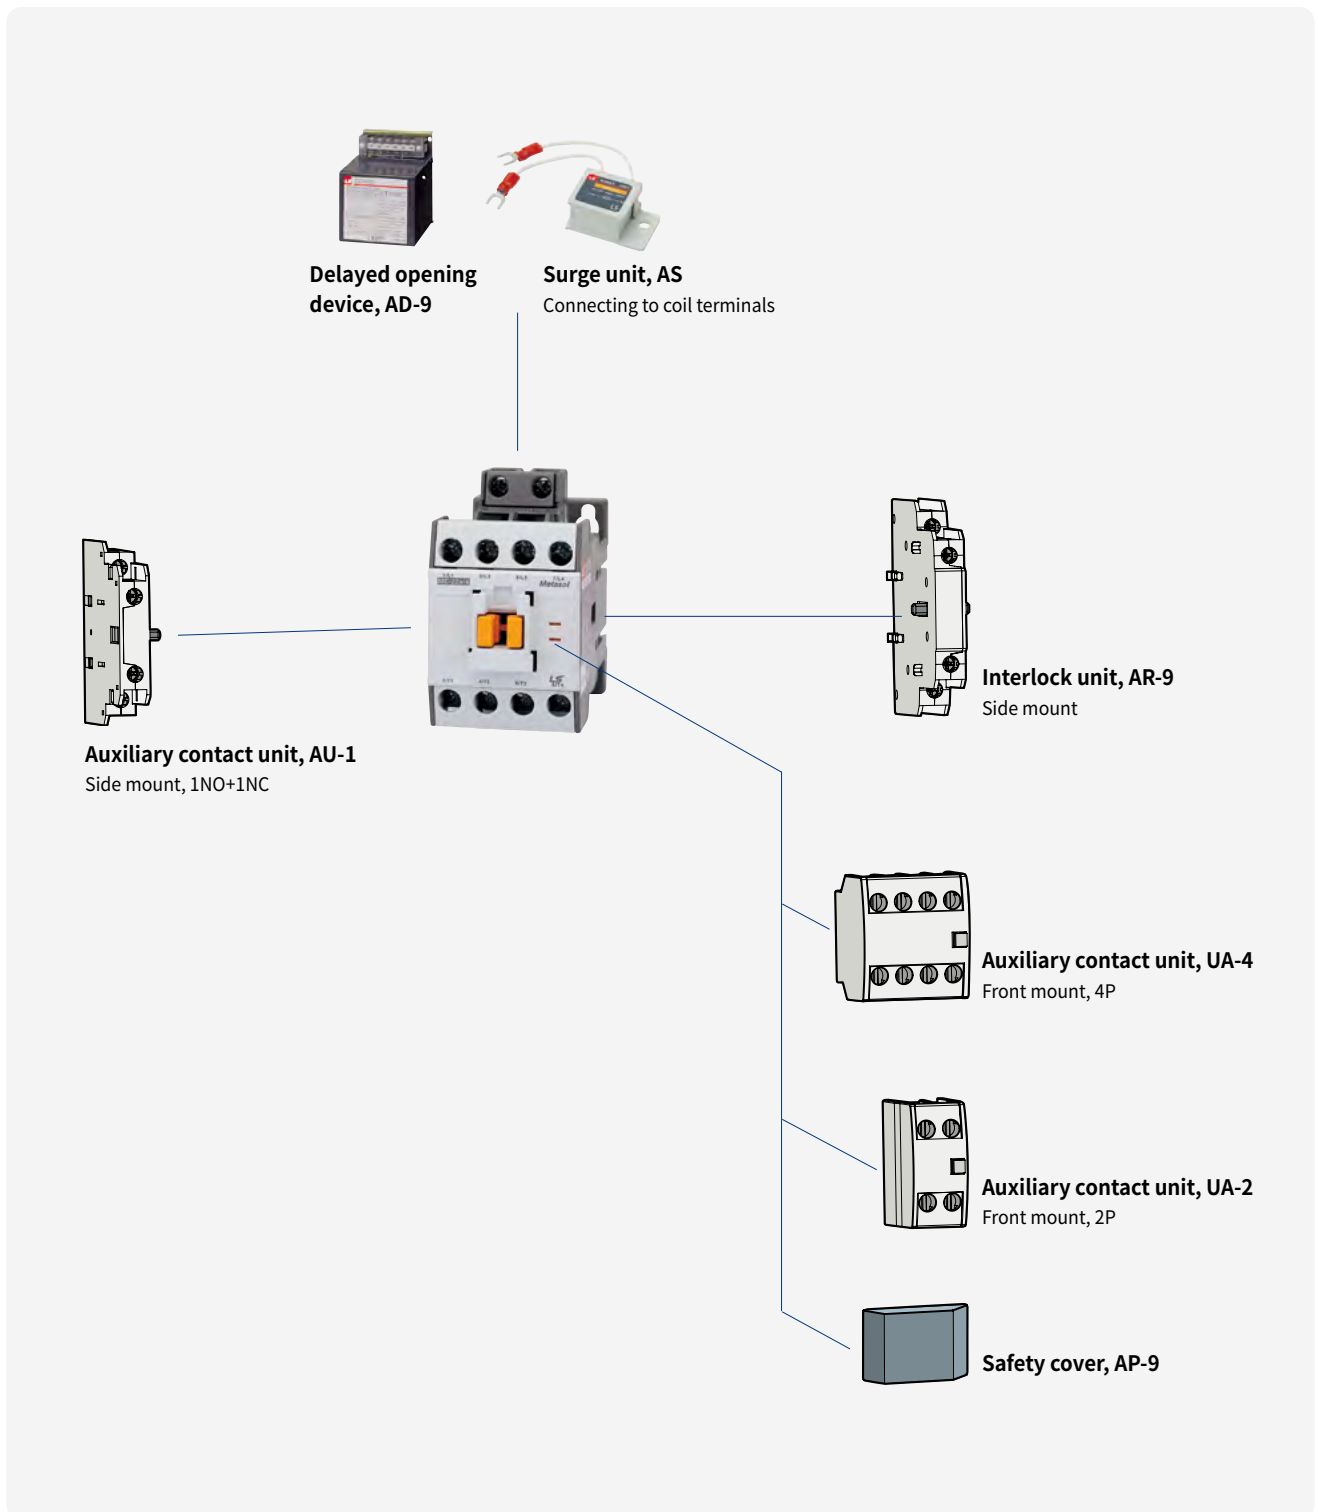 Delayed opening
device, AD-9
Surge unit, AS
Connecting to coil terminals
Metasol
LS
Interlock unit, AR-9
Side mount
Auxiliary contact unit, AU-1
Side mount, 1NO+1NC
Auxiliary contact unit, UA-4
Front mount, 4P
Auxiliary contact unit, UA-2
Front mount, 2P
Safety cover, AP-9